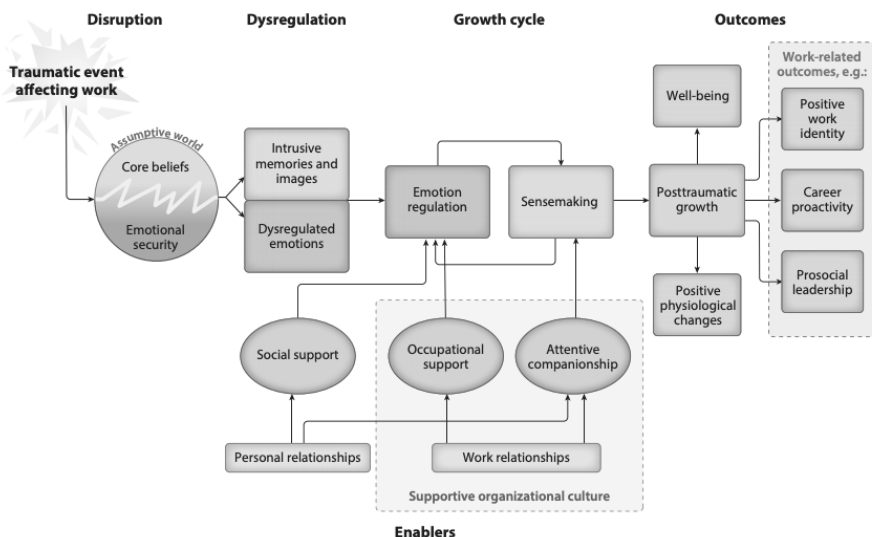 Disruption
Dysregulation
Growth cycle
Outcomes
Traumatic event
affecting work
Assumptive world
Core beliefs
Emotional
security
Intrusive
memories and
images
Dysregulated
emotions
Emotion
regulation
Sensemaking
Well-being
Posttraumatic
growth
Positive
physiological
changes
Work-related
outcomes, e.g.:
Positive
work
identity
Career
proactivity
Prosocial
leadership
Social support
Occupational
support
Attentive
companionship
Personal relationships
Work relationships
Supportive organizational culture
Enablers